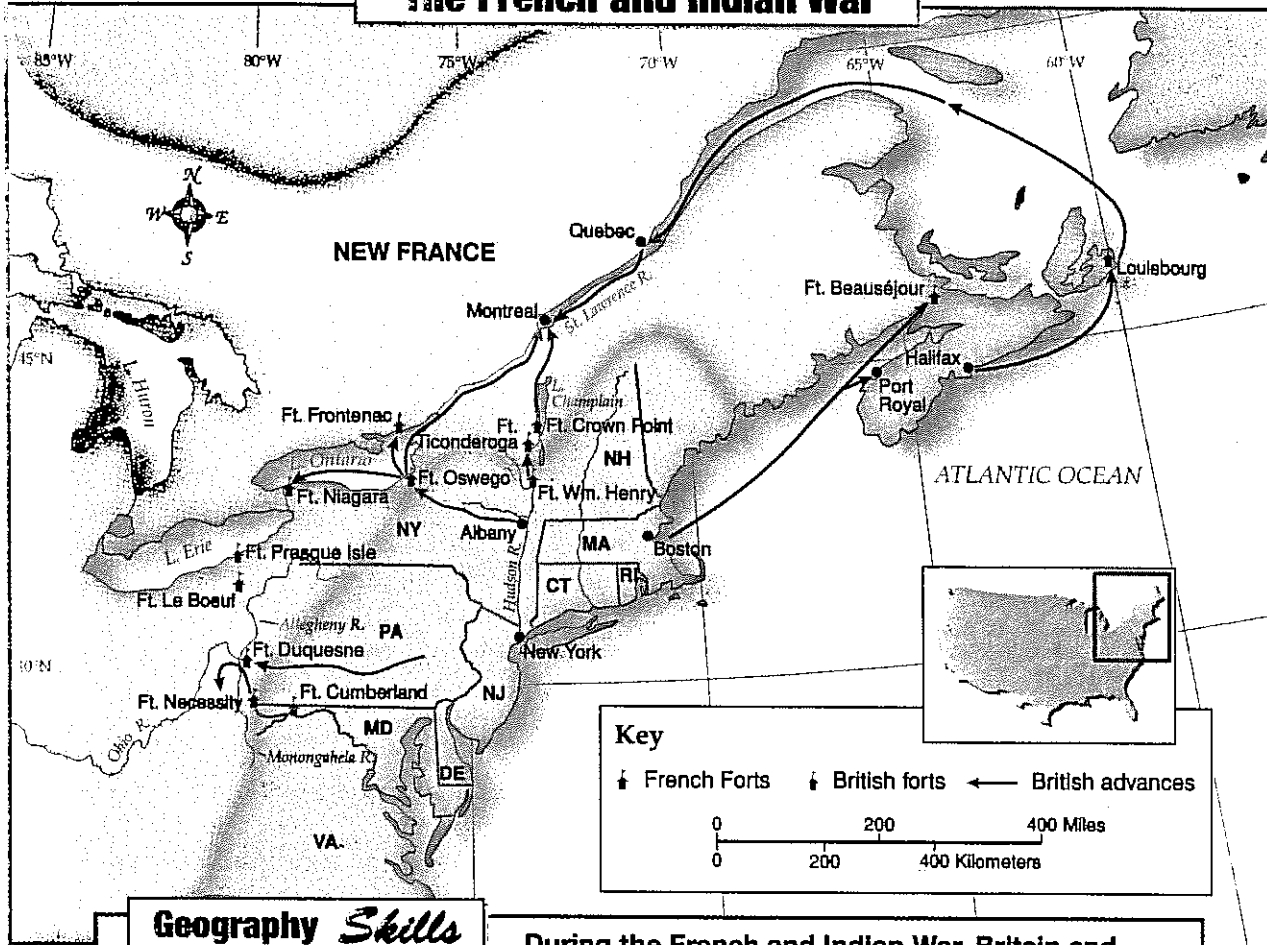 The French and Indian War
85°W 80°W 75°W 70°W 65°W 60°W
N
W E
S
NEW FRANCE
Quebec
Louisbourg
Ft. Beauséjour
St. Lawrence R.
Montreal
45°N
Halifax
L. Huron
Port
Royal
L.
Champlain
Ft. Frontenac
Ft. Ft. Crown Point
Ticonderoga
NH
L. Ontario
ATLANTIC OCEAN
Ft. Oswego
Ft. Niagara
Ft. Wm. Henry
NY
Albany
MA
Boston
L. Erie
Ft. Presque Isle
Hudson R.
CT
RI
Ft. Le Boeuf
Allegheny R.
PA
New York
Ft. Duquesne
40°N
Ft. Necessity
Ft. Cumberland
NJ
MD
Ohio R.
Monongahela R.
DE
VA.
Key
French Forts British forts British advances
0 200 400 Miles
0 200 400 Kilometers
Geography Skills
During the French and Indian War, Britain and